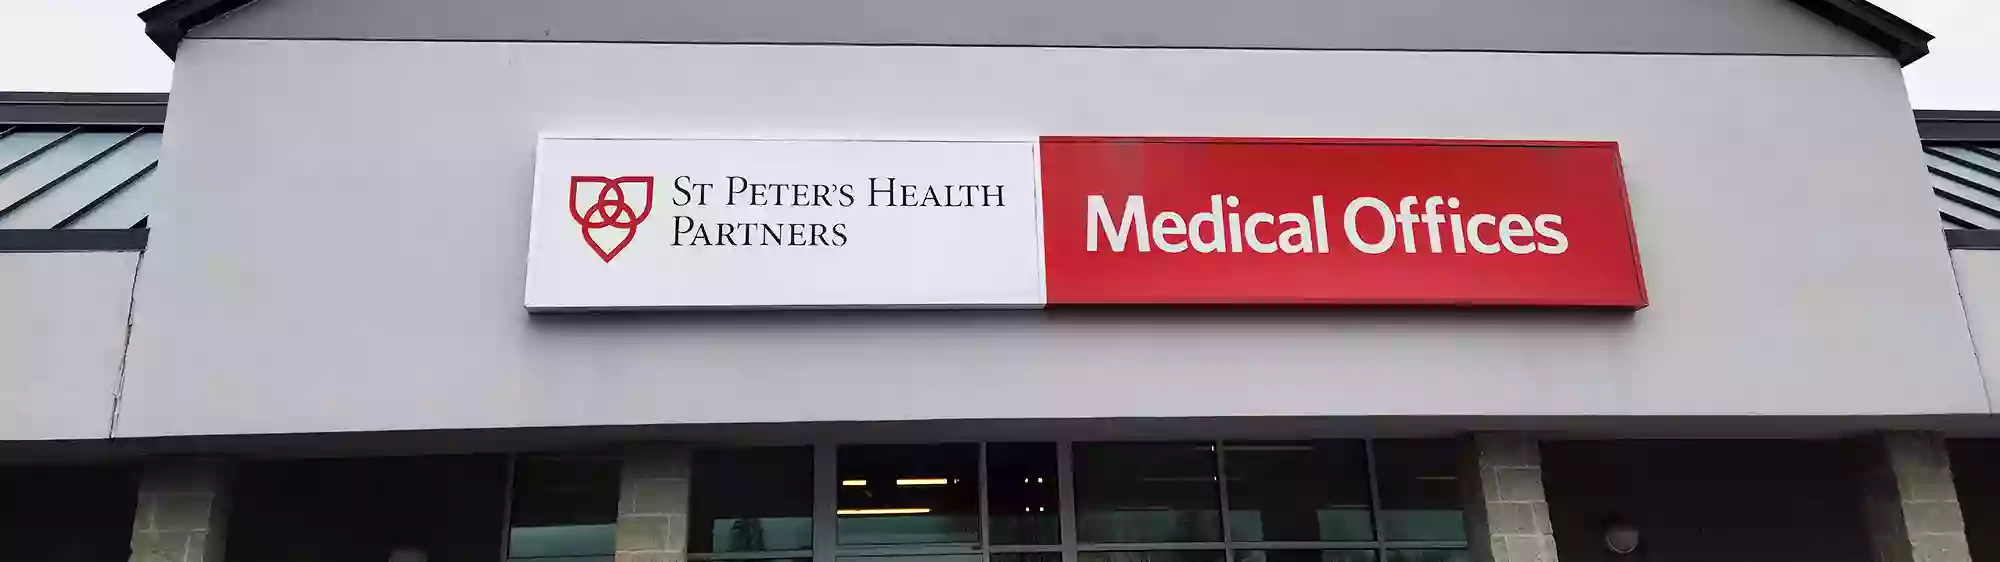 St Peter's Health
Partners
Medical Offices